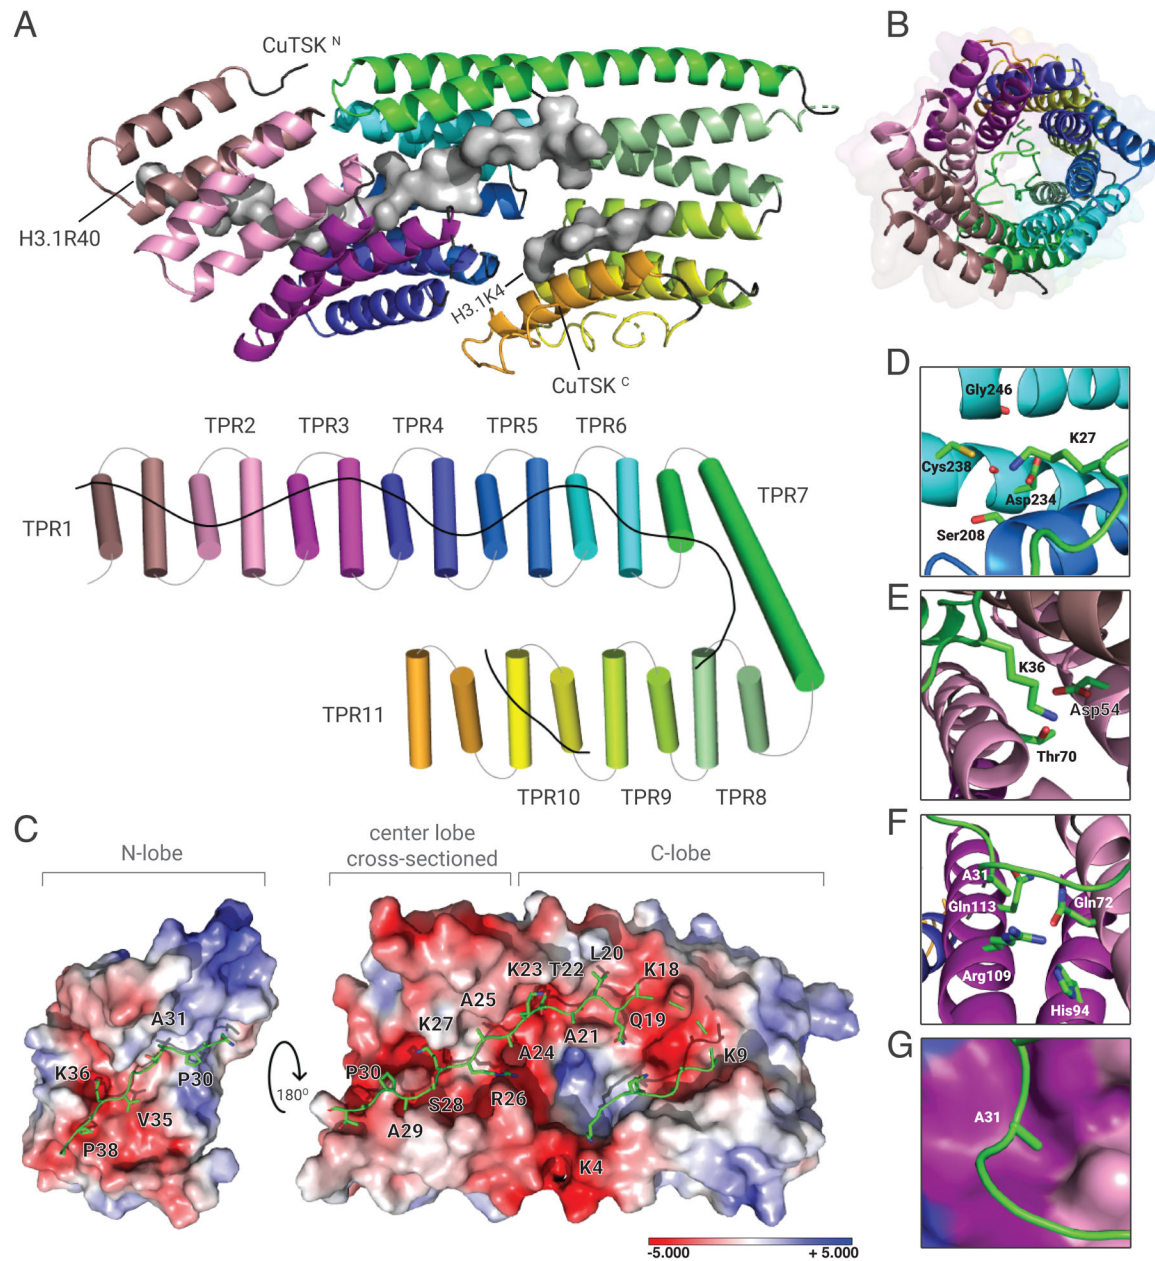 A
CuTSK N
H3.1R40
H3.1K4
CuTSK C
B
TPR2
TPR3
TPR4
TPR5
TPR6
TPR1
TPR7
TPR11
TPR10
TPR9
TPR8
C
N-lobe
center lobe
cross-sectioned
C-lobe
A31
K36
P30
V35
P38
180o
L20
K23
T22
K18
A25
K27
Q19
A21
A24
K9
P30
S28
R26
A29
K4
-5.000
+ 5.000
D
Gly246
K27
Cys238
Asp234
Ser208
E
K36
Asp54
Thr70
F
A31
Gln113
Gln72
Arg109
His94
G
A31